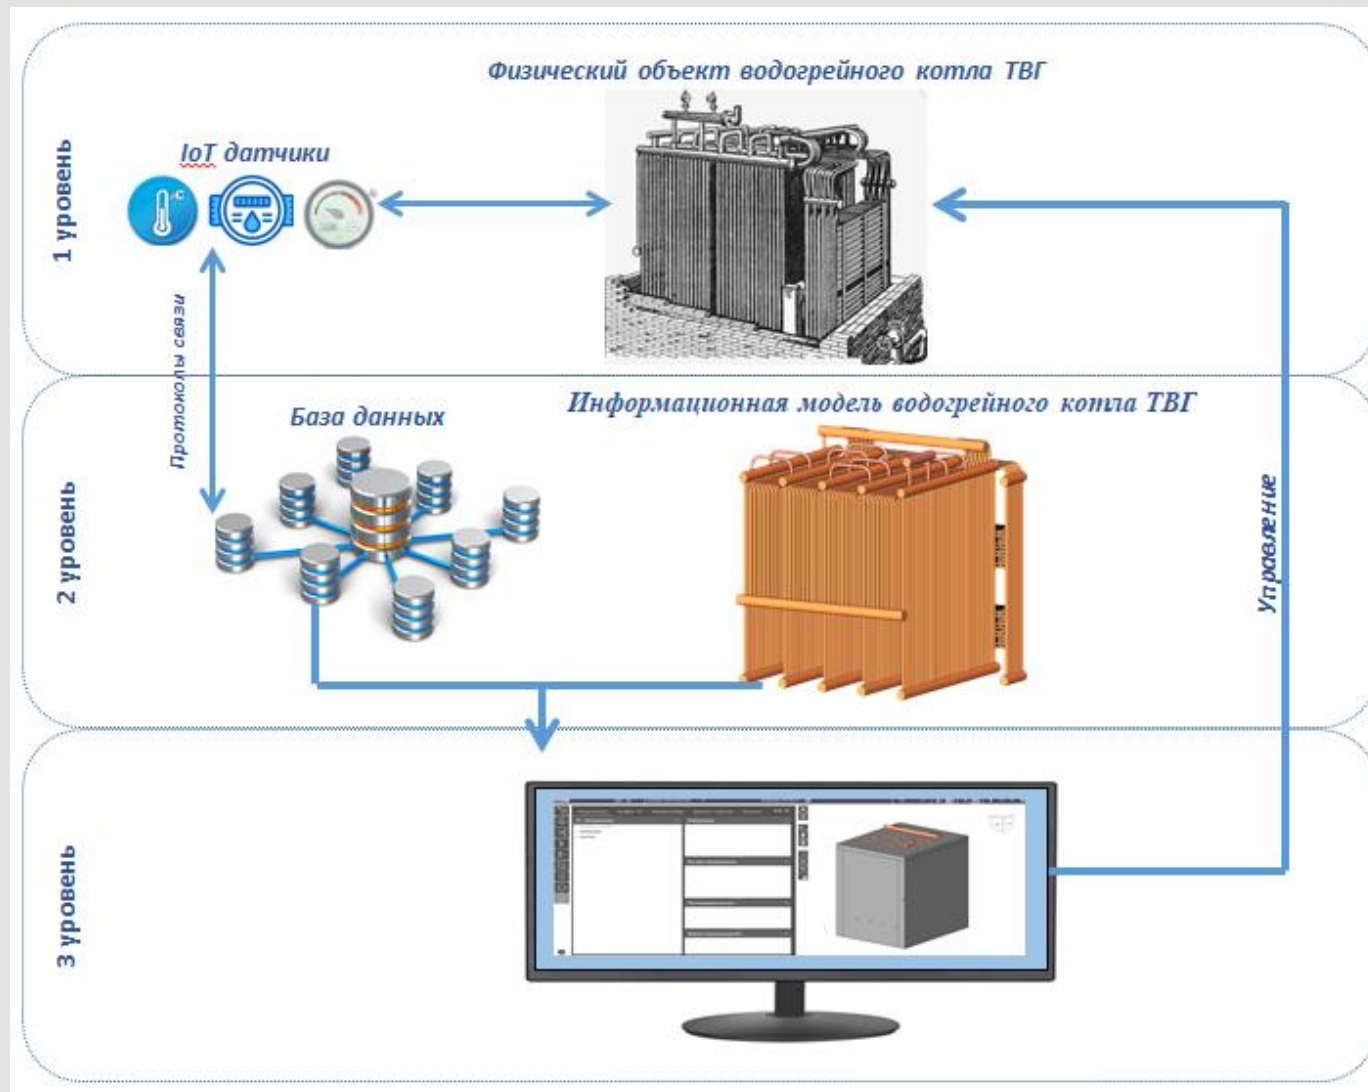 Физический объект водогрейного котла ТВГ
IoT датчики
1 уровень
Протоколы связи
База данных
Информационная модель водогрейного котла ТВГ
2 уровень
Управление
3 уровень